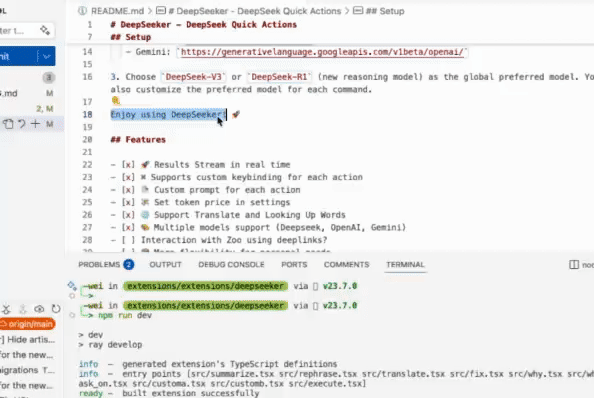 OL
README.md > # DeepSeeker - DeepSeek Quick Actions > ## Setup
1 # DeepSeeker - DeepSeek Quick Actions
7 ## Setup
14 - Gemini: `https://generativelanguage.googleapis.com/v1beta/openai/`
15
16 3. Choose `DeepSeek-V3` or `DeepSeek-R1` (new reasoning model) as the global preferred model. Yo
also customize the preferred model for each command.
17
18 Enjoy using DeepSeeker! 🚀
19
20 ## Features
21
22 - [x] 🚀 Results Stream in real time
23 - [x] ⌘ Supports custom keybinding for each action
24 - [x] Custom prompt for each action
25 - [x] Set token price in settings
26 - [x] Support Translate and Looking Up Words
27 - [x] Multiple models support (Deepseek, OpenAI, Gemini)
28 - [ ] Interaction with Zoo using deeplinks?
ter t...
nit
3
.md
2, M
M
PROBLEMS 2 OUTPUT DEBUG CONSOLE PORTS COMMENTS TERMINAL
~wei in extensions/extensions/deepseeker via v23.7.0
>
~wei in extensions/extensions/deepseeker via v23.7.0
> npm run dev
> dev
> ray develop
info - generated extension's TypeScript definitions
info - entry points [src/summarize.tsx src/rephrase.tsx src/translate.tsx src/fix.tsx src/why.tsx src/w
ask_on.tsx src/customa.tsx src/customb.tsx src/execute.tsx]
ready - built extension successfully
origin/main
r] Hide artis...
for the new...
migrations T...
for the new...